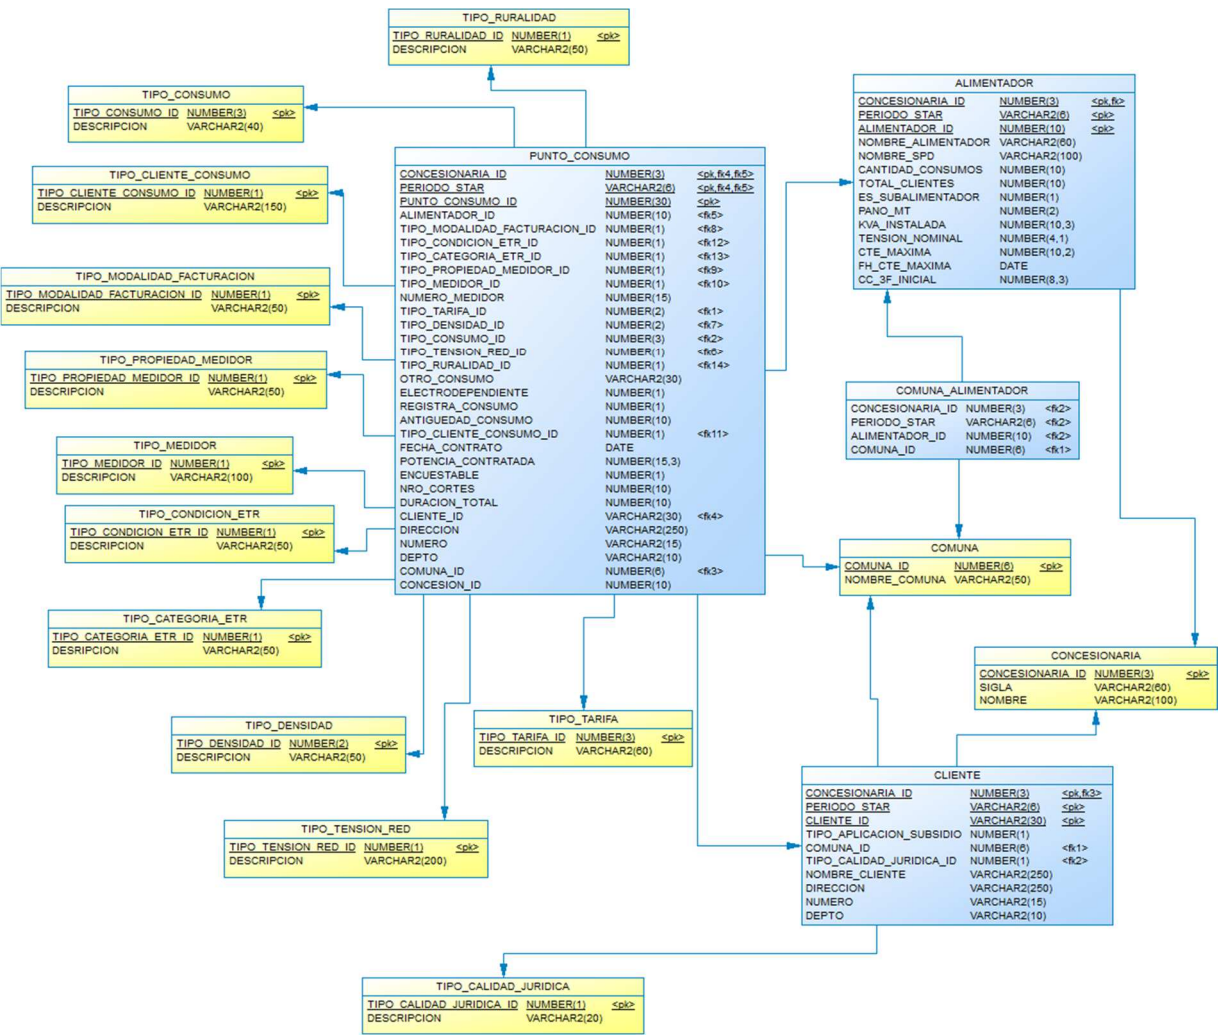 TIPO_RURALIDAD
TIPO_RURALIDAD_ID NUMBER(1) <pk>
DESCRIPCION VARCHAR2(50)
TIPO_CONSUMO
TIPO_CONSUMO_ID NUMBER(3) <pk>
DESCRIPCION VARCHAR2(40)
TIPO_CLIENTE_CONSUMO
TIPO_CLIENTE_CONSUMO_ID NUMBER(1) <pk>
DESCRIPCION VARCHAR2(150)
TIPO_MODALIDAD_FACTURACION
TIPO_MODALIDAD_FACTURACION_ID NUMBER(1) <pk>
DESCRIPCION VARCHAR2(50)
TIPO_PROPIEDAD_MEDIDOR
TIPO_PROPIEDAD_MEDIDOR_ID NUMBER(1) <pk>
DESCRIPCION VARCHAR2(50)
TIPO_MEDIDOR
TIPO_MEDIDOR_ID NUMBER(1) <pk>
DESCRIPCION VARCHAR2(100)
TIPO_CONDICION_ETR
TIPO_CONDICION_ETR_ID NUMBER(1) <pk>
DESCRIPCION VARCHAR2(50)
TIPO_CATEGORIA_ETR
TIPO_CATEGORIA_ETR_ID NUMBER(1) <pk>
DESRIPCION VARCHAR2(50)
PUNTO_CONSUMO
CONCESIONARIA_ID NUMBER(3) <pk,fk4,fk5>
PERIODO_STAR VARCHAR2(6) <pk,fk4,fk5>
PUNTO_CONSUMO_ID NUMBER(30) <pk>
ALIMENTADOR_ID NUMBER(10) <fk5>
TIPO_MODALIDAD_FACTURACION_ID NUMBER(1) <fk8>
TIPO_CONDICION_ETR_ID NUMBER(1) <fk12>
TIPO_CATEGORIA_ETR_ID NUMBER(1) <fk13>
TIPO_PROPIEDAD_MEDIDOR_ID NUMBER(1) <fk9>
TIPO_MEDIDOR_ID NUMBER(1) <fk10>
NUMERO_MEDIDOR NUMBER(15)
TIPO_TARIFA_ID NUMBER(2) <fk1>
TIPO_DENSIDAD_ID NUMBER(2) <fk7>
TIPO_CONSUMO_ID NUMBER(3) <fk2>
TIPO_TENSION_RED_ID NUMBER(1) <fk6>
TIPO_RURALIDAD_ID NUMBER(1) <fk14>
OTRO_CONSUMO VARCHAR2(30)
ELECTRODEPENDIENTE NUMBER(1)
REGISTRA_CONSUMO NUMBER(1)
ANTIGUEDAD_CONSUMO NUMBER(10)
TIPO_CLIENTE_CONSUMO_ID NUMBER(1) <fk11>
FECHA_CONTRATO DATE
POTENCIA_CONTRATADA NUMBER(15,3)
ENCUESTABLE NUMBER(1)
NRO_CORTES NUMBER(10)
DURACION_TOTAL NUMBER(10)
CLIENTE_ID VARCHAR2(30) <fk4>
DIRECCION VARCHAR2(250)
NUMERO VARCHAR2(15)
DEPTO VARCHAR2(10)
COMUNA_ID NUMBER(6) <fk3>
CONCESION_ID NUMBER(10)
ALIMENTADOR
CONCESIONARIA_ID NUMBER(3) <pk,fk>
PERIODO_STAR VARCHAR2(6) <pk>
ALIMENTADOR_ID NUMBER(10) <pk>
NOMBRE_ALIMENTADOR VARCHAR2(60)
NOMBRE_SPD VARCHAR2(100)
CANTIDAD_CONSUMOS NUMBER(10)
TOTAL_CLIENTES NUMBER(10)
ES_SUBALIMENTADOR NUMBER(1)
PANO_MT NUMBER(2)
KVA_INSTALADA NUMBER(10,3)
TENSION_NOMINAL NUMBER(4,1)
CTE_MAXIMA NUMBER(10,2)
FH_CTE_MAXIMA DATE
CC_3F_INICIAL NUMBER(8,3)
COMUNA_ALIMENTADOR
CONCESIONARIA_ID NUMBER(3) <fk2>
PERIODO_STAR VARCHAR2(6) <fk2>
ALIMENTADOR_ID NUMBER(10) <fk2>
COMUNA_ID NUMBER(6) <fk1>
COMUNA
COMUNA_ID NUMBER(6) <pk>
NOMBRE_COMUNA VARCHAR2(50)
CONCESIONARIA
CONCESIONARIA_ID NUMBER(3) <pk>
SIGLA VARCHAR2(60)
NOMBRE VARCHAR2(100)
TIPO_DENSIDAD
TIPO_DENSIDAD_ID NUMBER(2) <pk>
DESCRIPCION VARCHAR2(50)
TIPO_TARIFA
TIPO_TARIFA_ID NUMBER(3) <pk>
DESCRIPCION VARCHAR2(60)
TIPO_TENSION_RED
TIPO_TENSION_RED_ID NUMBER(1) <pk>
DESCRIPCION VARCHAR2(200)
CLIENTE
CONCESIONARIA_ID NUMBER(3) <pk,fk3>
PERIODO_STAR VARCHAR2(6) <pk>
CLIENTE_ID VARCHAR2(30) <pk>
TIPO_APLICACION_SUBSIDIO NUMBER(1)
COMUNA_ID NUMBER(6) <fk1>
TIPO_CALIDAD_JURIDICA_ID NUMBER(1) <fk2>
NOMBRE_CLIENTE VARCHAR2(250)
DIRECCION VARCHAR2(250)
NUMERO VARCHAR2(15)
DEPTO VARCHAR2(10)
TIPO_CALIDAD_JURIDICA
TIPO_CALIDAD_JURIDICA_ID NUMBER(1) <pk>
DESCRIPCION VARCHAR2(20)